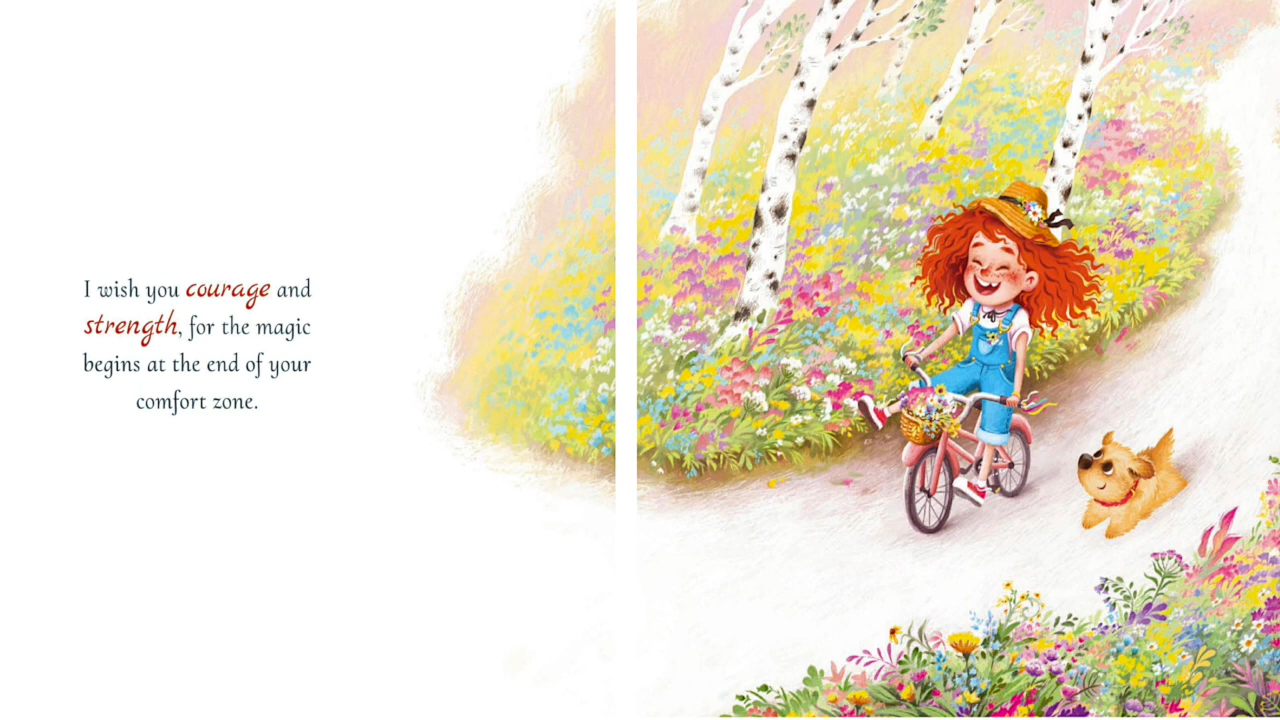 I wish you courage and
strength, for the magic
begins at the end of your
comfort zone.